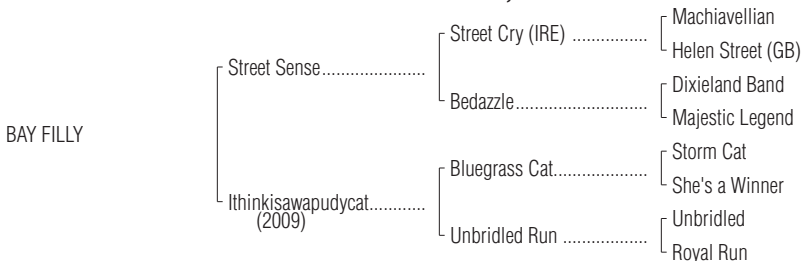 Machiavellian
Street Cry (IRE) ................
Helen Street (GB)
Street Sense......................
Dixieland Band
Bedazzle............................
Majestic Legend
BAY FILLY
Storm Cat
Bluegrass Cat....................
She's a Winner
Ithinkisawapudycat............
(2009)
Unbridled
Unbridled Run ..................
Royal Run